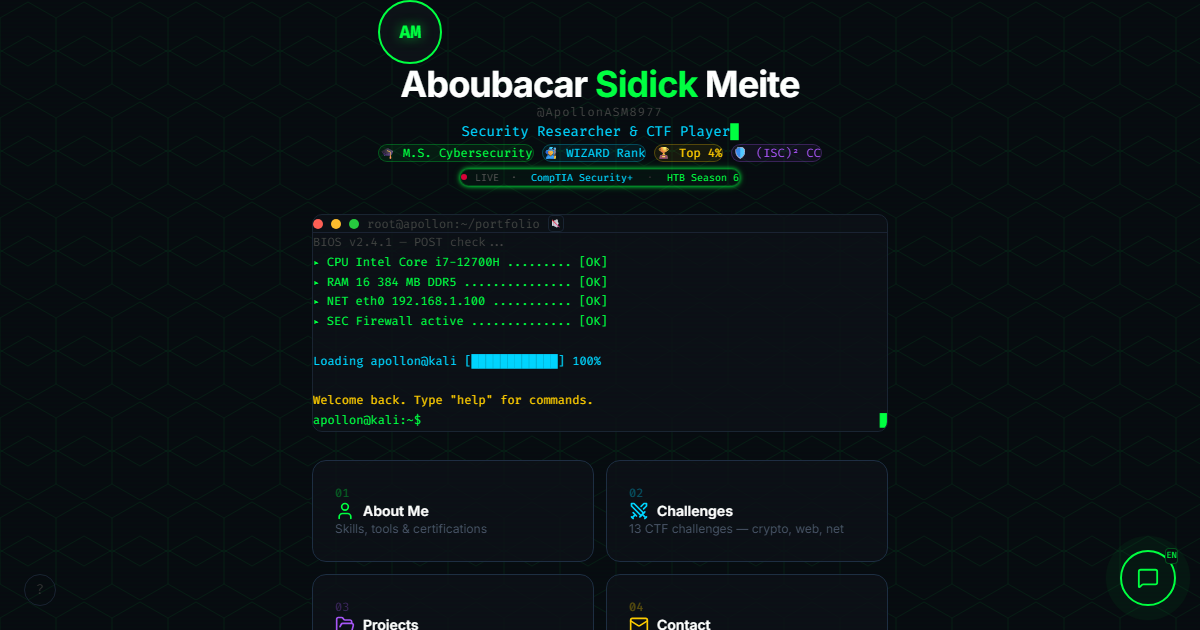 AM
Aboubacar Sidick Meite
@ApollonASM8977
Security Researcher & CTF Player
M.S. Cybersecurity WIZARD Rank Top 4% (ISC)² CC
LIVE · CompTIA Security+ · HTB Season 6
root@apollon:~/portfolio
BIOS v2.4.1 — POST check...
▸ CPU Intel Core i7-12700H ......... [OK]
▸ RAM 16 384 MB DDR5 ............... [OK]
▸ NET eth0 192.168.1.100 ........... [OK]
▸ SEC Firewall active .............. [OK]
Loading apollon@kali [████████████] 100%
Welcome back. Type "help" for commands.
apollon@kali:~$
01
About Me
Skills, tools & certifications
02
Challenges
13 CTF challenges — crypto, web, net
03
Projects
04
Contact
EN
?